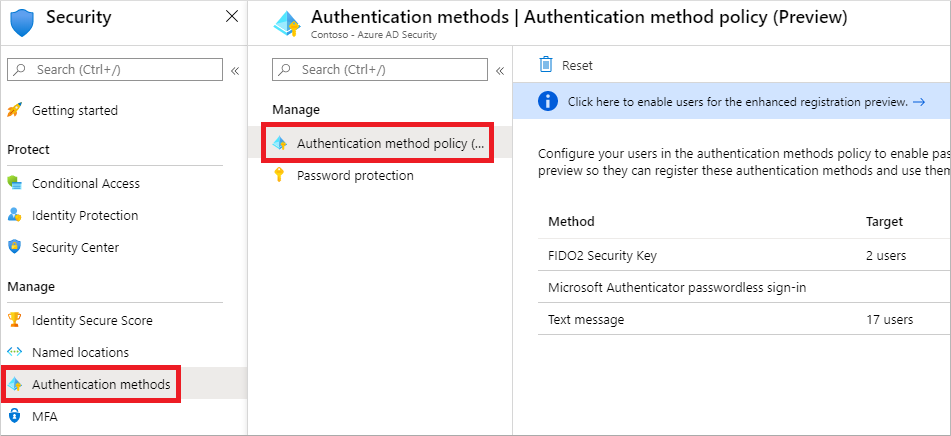 Security
Search (Ctrl+/)
Getting started
Protect
Conditional Access
Identity Protection
Security Center
Manage
Identity Secure Score
Named locations
Authentication methods
MFA
Authentication methods | Authentication method policy (Preview)
Contoso - Azure AD Security
Search (Ctrl+/)
Manage
Authentication method policy (...
Password protection
Reset
Click here to enable users for the enhanced registration preview. →
Configure your users in the authentication methods policy to enable pas
preview so they can register these authentication methods and use them
Method Target
FIDO2 Security Key 2 users
Microsoft Authenticator passwordless sign-in
Text message 17 users